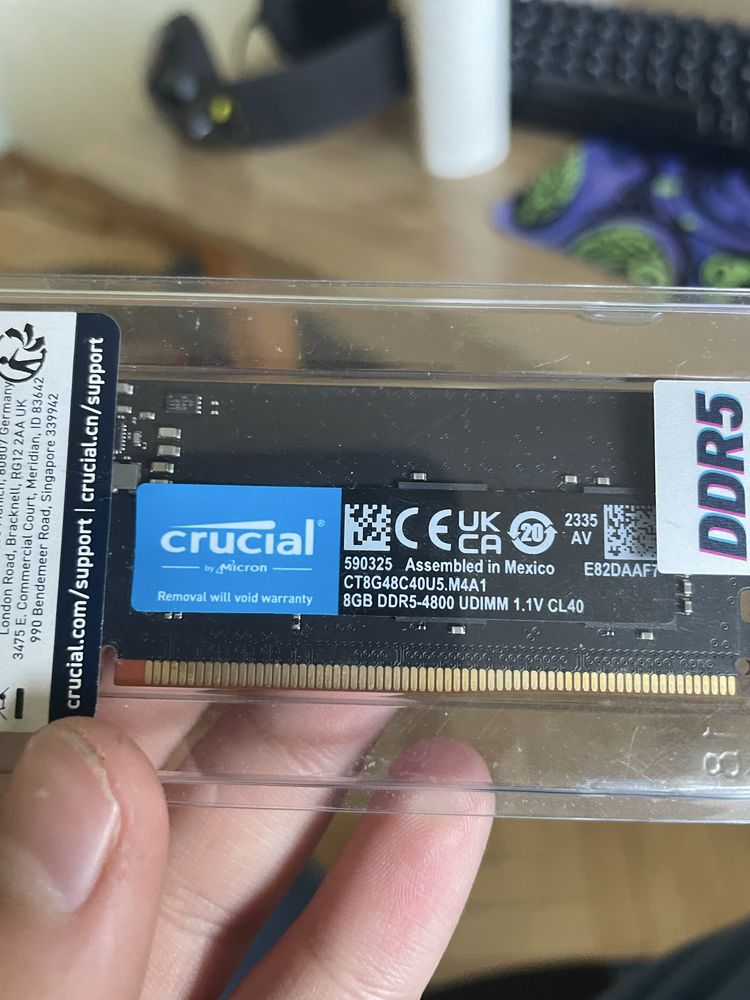 London Road, Bracknell, RG12 2AA UK
3475 E. Commercial Court, Meridian, ID 83642
990 Bendemeer Road, Singapore 339942
crucial.com/support | crucial.cn/support
crucial®
by Micron
Removal will void warranty
CE UK CA 20 2335
AV
590325 Assembled in Mexico E82DAAF7
CT8G48C40U5.M4A1
8GB DDR5-4800 UDIMM 1.1V CL40
DDR5
81